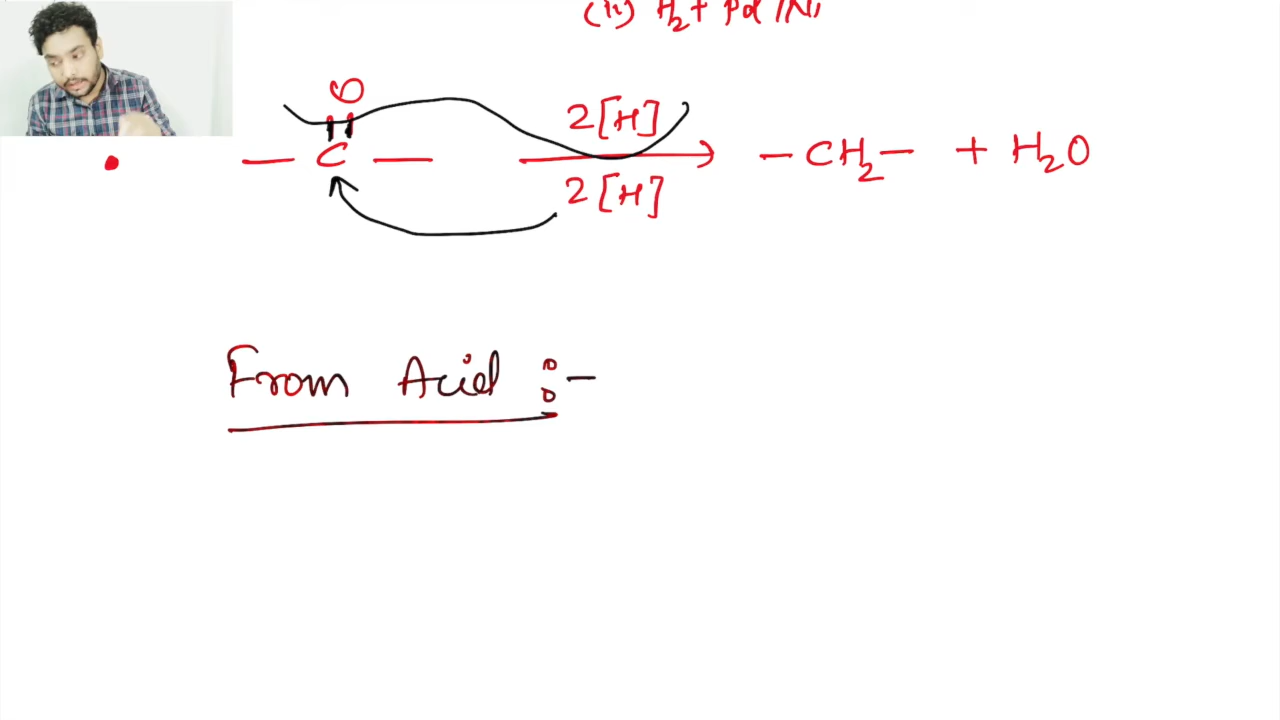 (ii) H₂ + Pd /Ni
O
2[H]
— C — → – CH₂ – + H₂O
2[H]
From Acid :–